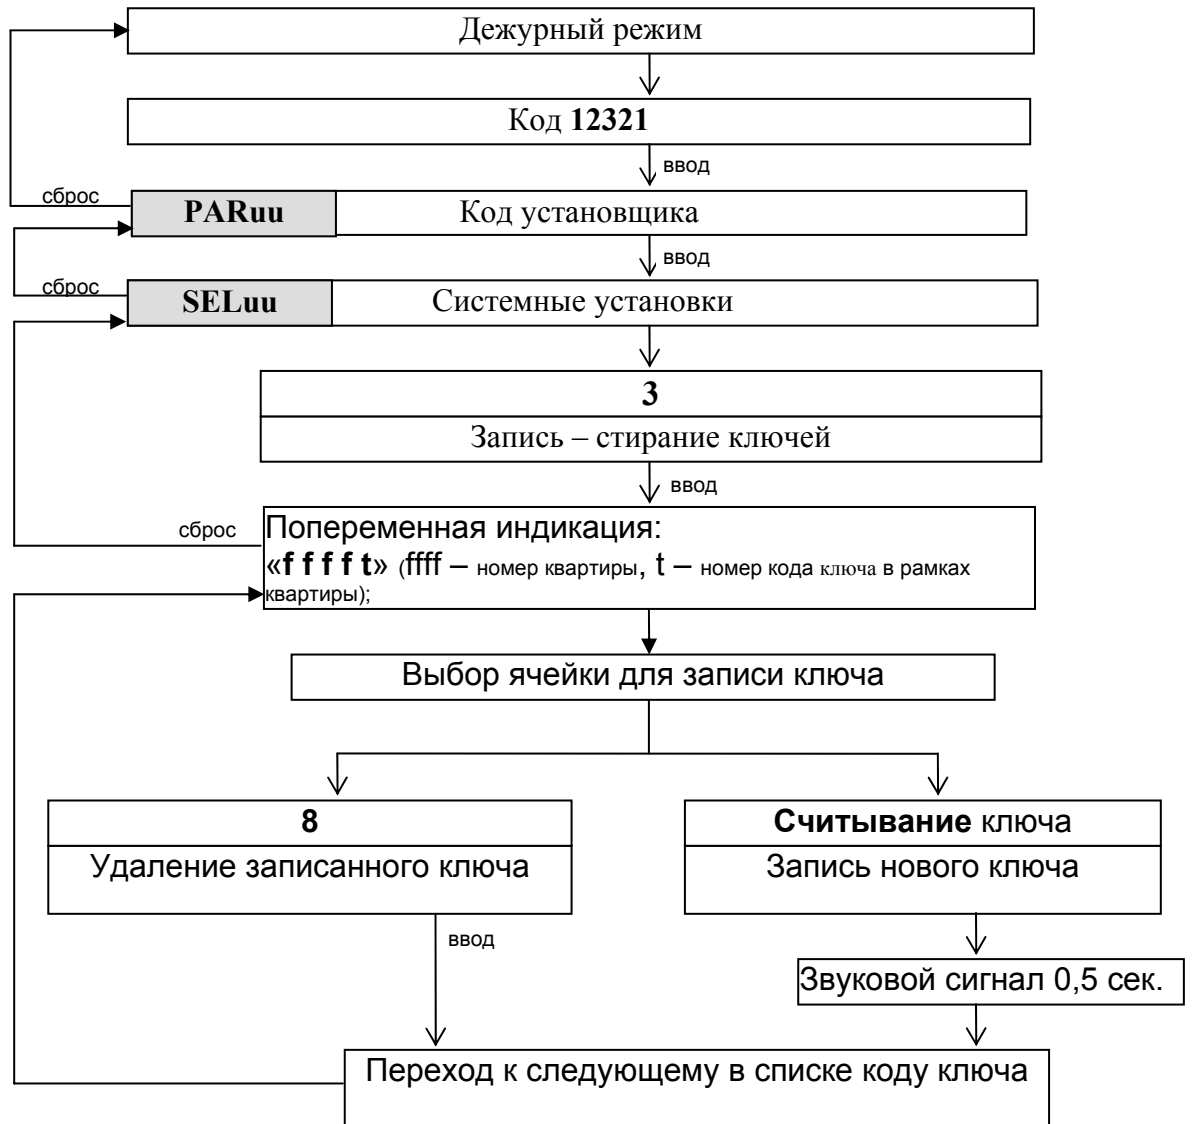 Дежурный режим
Код 12321
ввод
сброс
PARuu
Код установщика
ввод
сброс
SELuu
Системные установки
3
Запись – стирание ключей
ввод
сброс
Попеременная индикация:
«f f f f t» (ffff – номер квартиры, t – номер кода ключа в рамках
квартиры);
Выбор ячейки для записи ключа
8
Удаление записанного ключа
Считывание ключа
Запись нового ключа
ввод
Звуковой сигнал 0,5 сек.
Переход к следующему в списке коду ключа